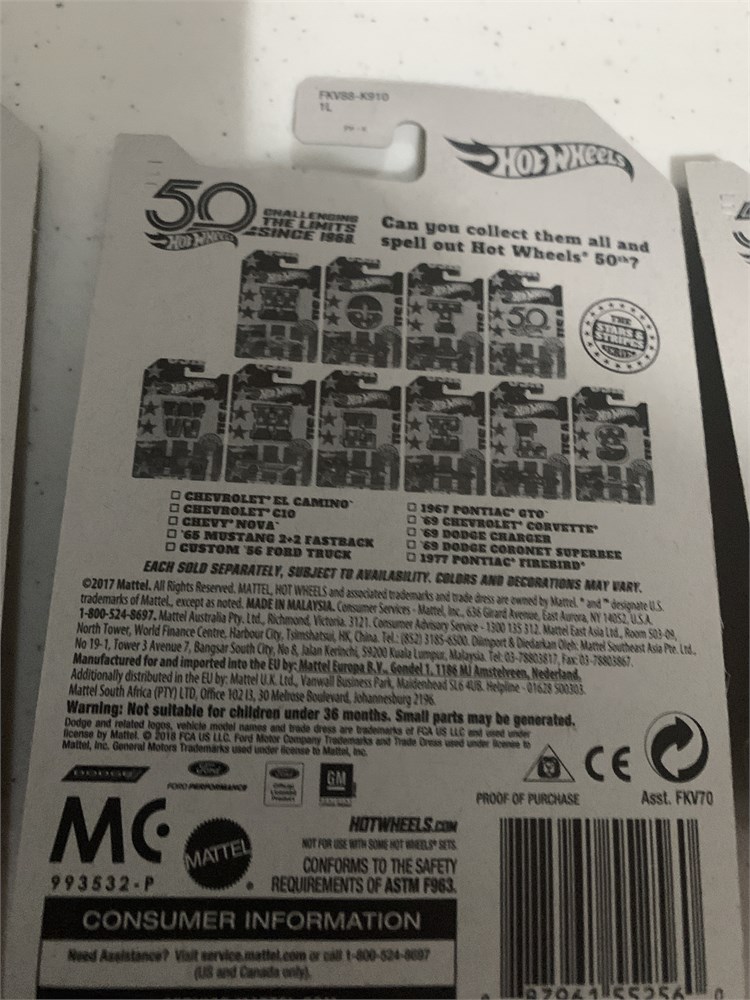 FKV88-K910
1L
HOT WHEELS
50 CHALLENGING
THE LIMITS
SINCE 1968
HOT WHEELS
Can you collect them all and
spell out Hot Wheels® 50th?
THE
STARS &
STRIPES
☐ CHEVROLET® EL CAMINO™
☐ CHEVROLET® C10
☐ CHEVY® NOVA™
☐ '65 MUSTANG 2+2 FASTBACK
☐ CUSTOM '56 FORD TRUCK
☐ 1967 PONTIAC® GTO™
☐ '69 CHEVROLET® CORVETTE®
☐ '69 DODGE CHARGER
☐ '69 DODGE CORONET SUPERBEE
☐ 1977 PONTIAC® FIREBIRD®
EACH SOLD SEPARATELY, SUBJECT TO AVAILABILITY. COLORS AND DECORATIONS MAY VARY.
©2017 Mattel. All Rights Reserved. MATTEL, HOT WHEELS and associated trademarks and trade dress are owned by Mattel. ® and ™ designate U.S.
trademarks of Mattel, except as noted. MADE IN MALAYSIA. Consumer Services - Mattel, Inc., 636 Girard Avenue, East Aurora, NY 14052, U.S.A.
1-800-524-8697. Mattel Australia Pty. Ltd., Richmond, Victoria. 3121. Consumer Advisory Service - 1300 135 312. Mattel East Asia Ltd., Room 503-09,
North Tower, World Finance Centre, Harbour City, Tsimshatsui, HK, China. Tel.: (852) 3185-6500. Diimport & Diedarkan Oleh: Mattel Southeast Asia Pte. Ltd.,
No 19-1, Tower 3 Avenue 7, Bangsar South City, No 8, Jalan Kerinchi, 59200 Kuala Lumpur, Malaysia. Tel: 03-78803817, Fax: 03-78803867.
Manufactured for and imported into the EU by: Mattel Europa B.V., Gondel 1, 1186 MJ Amstelveen, Nederland.
Additionally distributed in the EU by: Mattel U.K. Ltd., Vanwall Business Park, Maidenhead SL6 4UB. Helpline - 01628 500303.
Mattel South Africa (PTY) LTD, Office 102 I3, 30 Melrose Boulevard, Johannesburg 2196.
Warning: Not suitable for children under 36 months. Small parts may be generated.
Dodge and related logos, vehicle model names and trade dress are trademarks of FCA US LLC and used under
license by Mattel. © 2018 FCA US LLC. Ford Motor Company Trademarks and Trade Dress used under license to
Mattel, Inc. General Motors Trademarks used under license to Mattel, Inc.
DODGE
Ford
FORD PERFORMANCE
Ford
Official
Licensed
Product
GM
CE
PROOF OF PURCHASE
Asst. FKV70
MC
993532-P
MATTEL
HOTWHEELS.COM
NOT FOR USE WITH SOME HOT WHEELS® SETS.
CONFORMS TO THE SAFETY
REQUIREMENTS OF ASTM F963.
CONSUMER INFORMATION
Need Assistance? Visit service.mattel.com or call 1-800-524-8697
(US and Canada only).